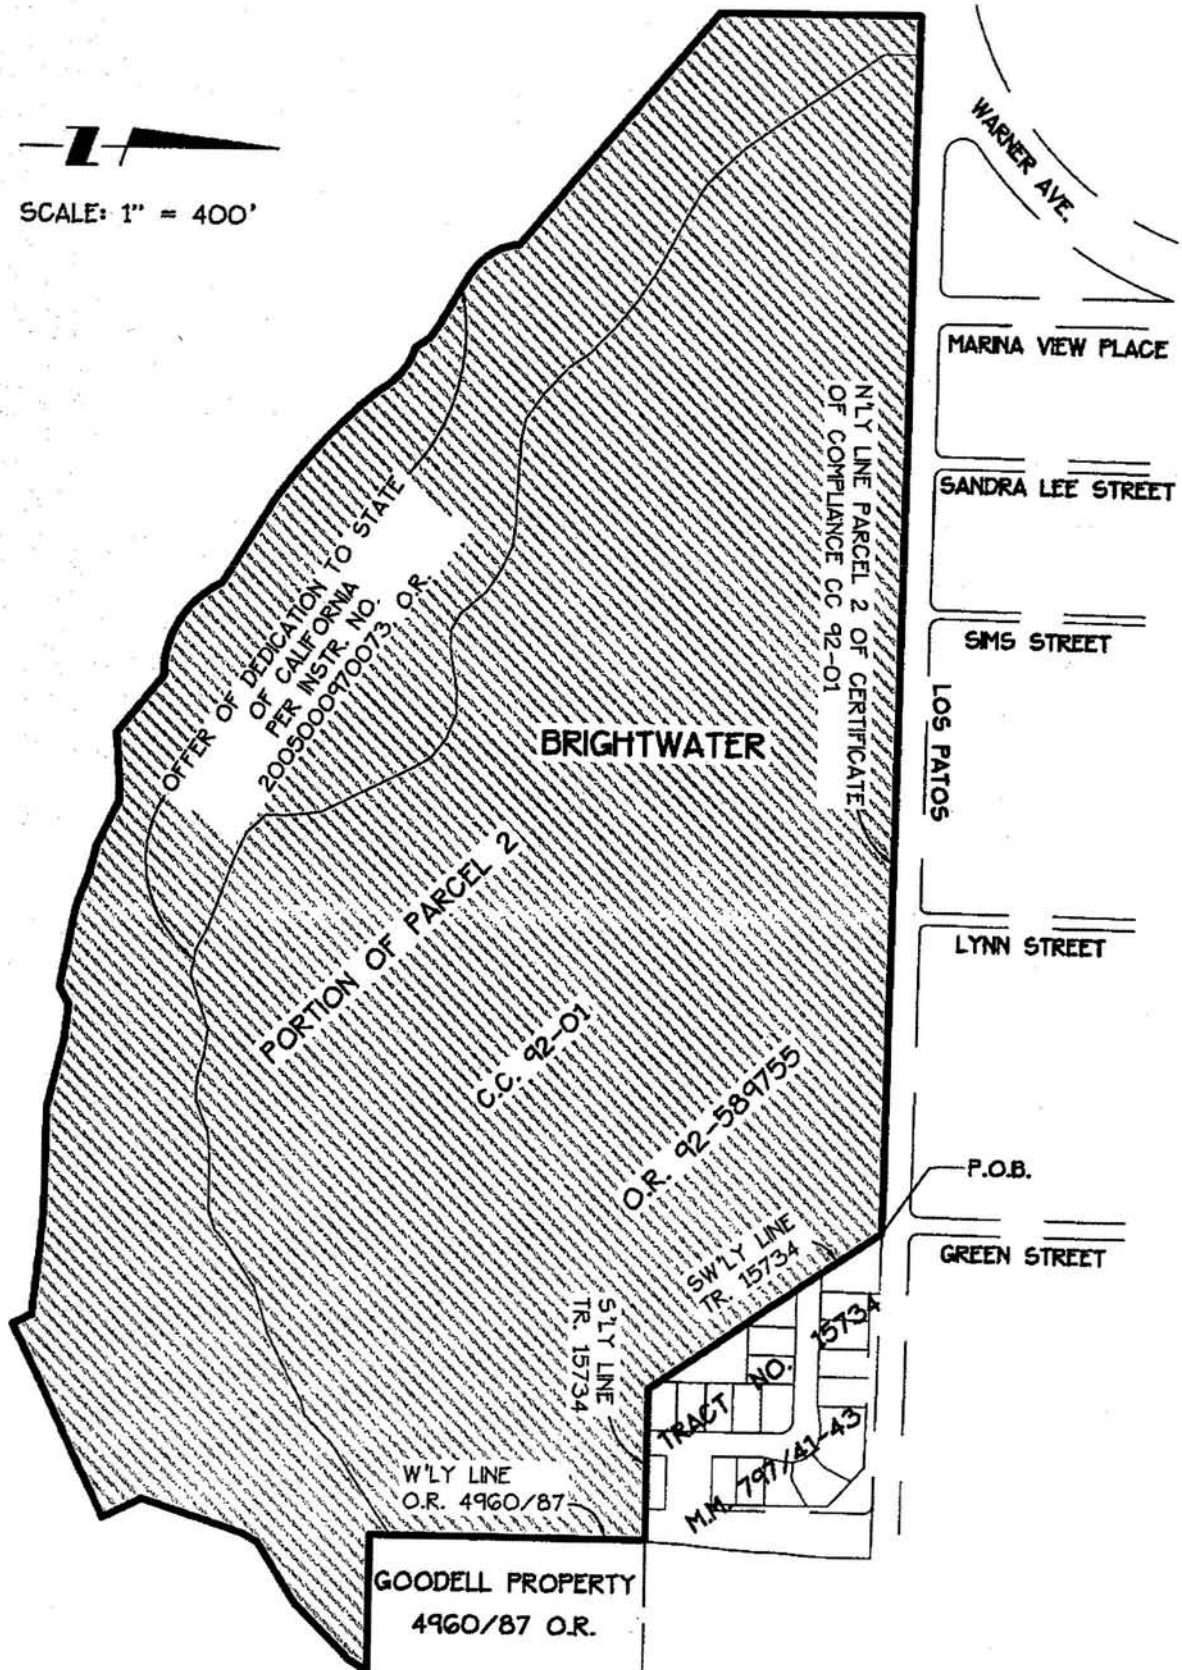 Z
SCALE: 1" = 400'
WARNER AVE.
MARINA VIEW PLACE
SANDRA LEE STREET
SIMS STREET
LOS PATOS
LYNN STREET
P.O.B.
GREEN STREET
N'LY LINE PARCEL 2 OF CERTIFICATE
OF COMPLIANCE CC 92-01
OFFER OF DEDICATION TO STATE
OF CALIFORNIA
PER INSTR. NO.
2005000970073 O.R.
BRIGHTWATER
PORTION OF PARCEL 2
C.C. 92-01
O.R. 92-589755
SW'LY LINE
TR. 15734
S'LY LINE
TR. 15734
TRACT NO. 15734
M.M. 797/41-43
W'LY LINE
O.R. 4960/87
GOODELL PROPERTY
4960/87 O.R.